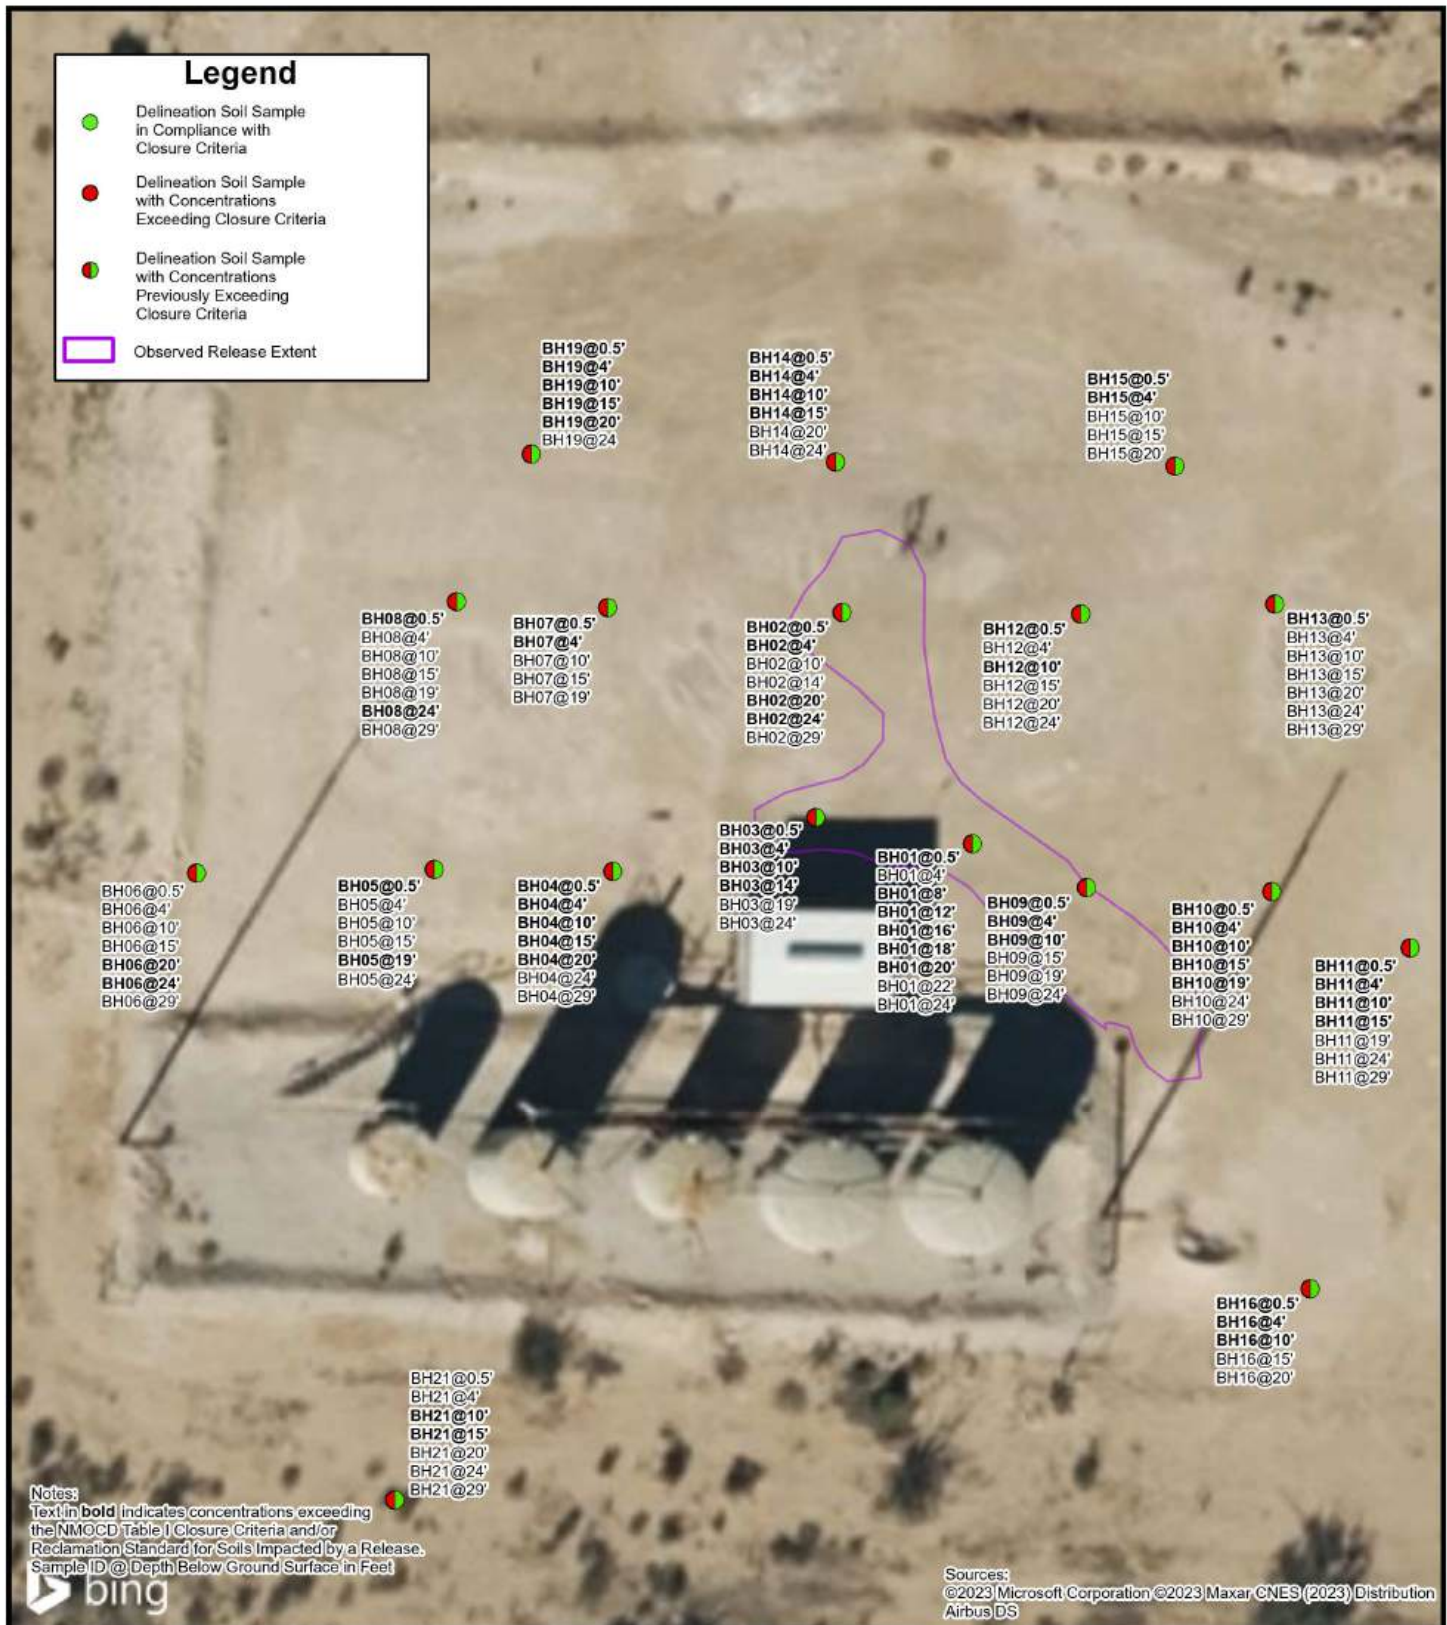 Legend
Delineation Soil Sample
in Compliance with
Closure Criteria
Delineation Soil Sample
with Concentrations
Exceeding Closure Criteria
Delineation Soil Sample
with Concentrations
Previously Exceeding
Closure Criteria
Observed Release Extent
BH19@0.5'
BH19@4'
BH19@10'
BH19@15'
BH19@20'
BH19@24
BH14@0.5'
BH14@4'
BH14@10'
BH14@15'
BH14@20'
BH14@24'
BH15@0.5'
BH15@4'
BH15@10'
BH15@15'
BH15@20'
BH08@0.5'
BH08@4'
BH08@10'
BH08@15'
BH08@19'
BH08@24'
BH08@29'
BH07@0.5'
BH07@4'
BH07@10'
BH07@15'
BH07@19'
BH02@0.5'
BH02@4'
BH02@10'
BH02@14'
BH02@20'
BH02@24'
BH02@29'
BH12@0.5'
BH12@4'
BH12@10'
BH12@15'
BH12@20'
BH12@24'
BH13@0.5'
BH13@4'
BH13@10'
BH13@15'
BH13@20'
BH13@24'
BH13@29'
BH06@0.5'
BH06@4'
BH06@10'
BH06@15'
BH06@20'
BH06@24'
BH06@29'
BH05@0.5'
BH05@4'
BH05@10'
BH05@15'
BH05@19'
BH05@24'
BH04@0.5'
BH04@4'
BH04@10'
BH04@15'
BH04@20'
BH04@24'
BH04@29'
BH03@0.5'
BH03@4'
BH03@10'
BH03@14'
BH03@19'
BH03@24'
BH01@0.5'
BH01@4'
BH01@8'
BH01@12'
BH01@16'
BH01@18'
BH01@20'
BH01@22'
BH01@24'
BH09@0.5'
BH09@4'
BH09@10'
BH09@15'
BH09@19'
BH09@24'
BH10@0.5'
BH10@4'
BH10@10'
BH10@15'
BH10@19'
BH10@24'
BH10@29'
BH11@0.5'
BH11@4'
BH11@10'
BH11@15'
BH11@19'
BH11@24'
BH11@29'
BH16@0.5'
BH16@4'
BH16@10'
BH16@15'
BH16@20'
BH21@0.5'
BH21@4'
BH21@10'
BH21@15'
BH21@20'
BH21@24'
BH21@29'
Notes:
Text in bold indicates concentrations exceeding
the NMOCD Table I Closure Criteria and/or
Reclamation Standard for Soils Impacted by a Release.
Sample ID @ Depth Below Ground Surface in Feet
bing
Sources:
©2023 Microsoft Corporation ©2023 Maxar CNES (2023) Distribution
Airbus DS